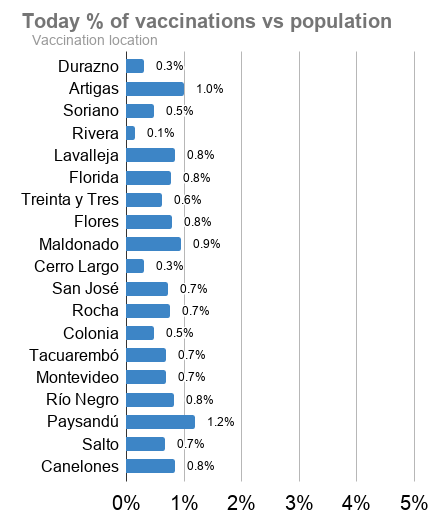 Today % of vaccinations vs population
Vaccination location
Durazno 0.3%
Artigas 1.0%
Soriano 0.5%
Rivera 0.1%
Lavalleja 0.8%
Florida 0.8%
Treinta y Tres 0.6%
Flores 0.8%
Maldonado 0.9%
Cerro Largo 0.3%
San José 0.7%
Rocha 0.7%
Colonia 0.5%
Tacuarembó 0.7%
Montevideo 0.7%
Río Negro 0.8%
Paysandú 1.2%
Salto 0.7%
Canelones 0.8%
0% 1% 2% 3% 4% 5%